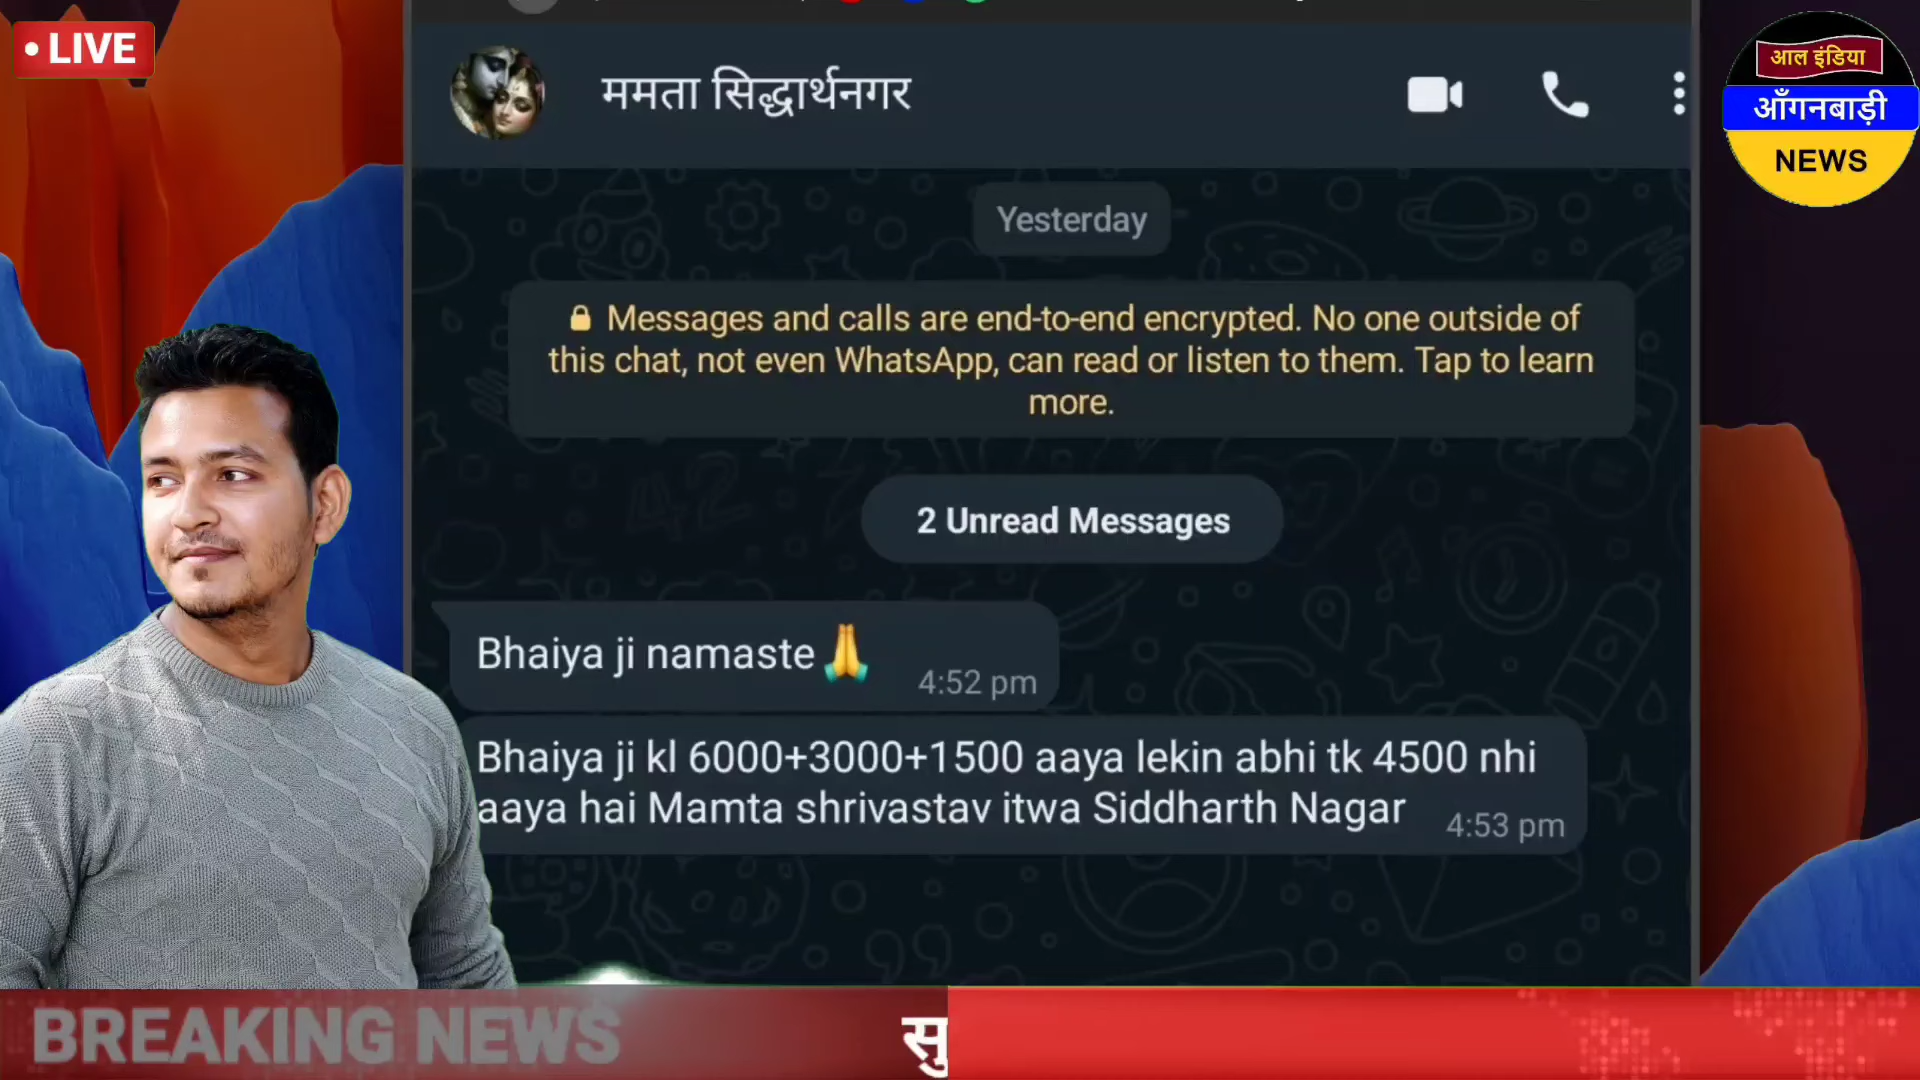 • LIVE
ममता सिद्धार्थनगर
आल इंडिया
आँगनबाड़ी
NEWS
Yesterday
Messages and calls are end-to-end encrypted. No one outside of
this chat, not even WhatsApp, can read or listen to them. Tap to learn
more.
2 Unread Messages
Bhaiya ji namaste🙏
4:52 pm
Bhaiya ji kl 6000+3000+1500 aaya lekin abhi tk 4500 nhi
aaya hai Mamta shrivastav itwa Siddharth Nagar
4:53 pm
BREAKING NEWS
सु